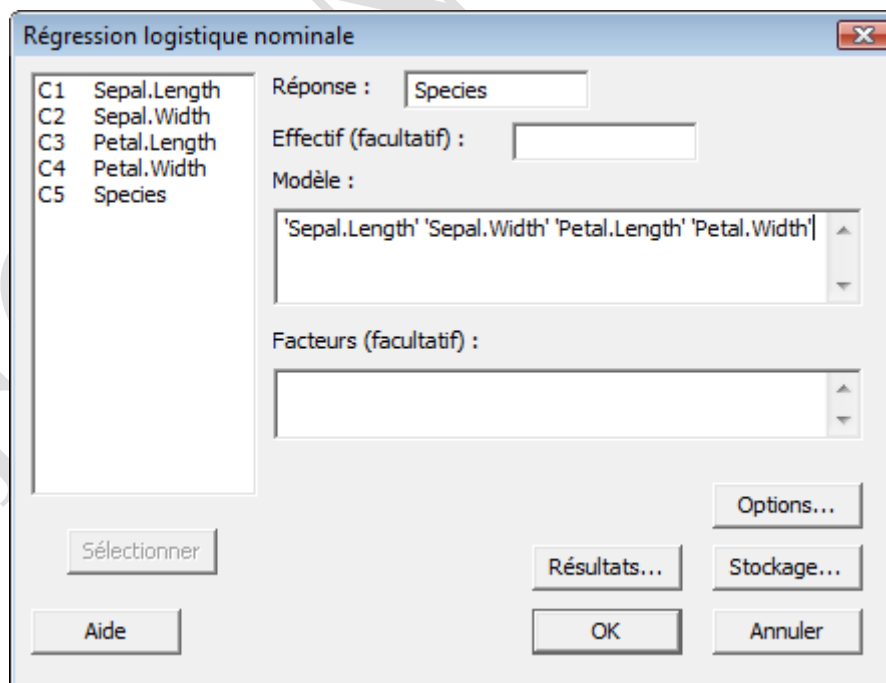 Régression logistique nominale
C1 Sepal.Length
C2 Sepal.Width
C3 Petal.Length
C4 Petal.Width
C5 Species
Réponse :
Species
Effectif (facultatif) :
Modèle :
'Sepal.Length' 'Sepal.Width' 'Petal.Length' 'Petal.Width'
Facteurs (facultatif) :
Options...
Sélectionner
Résultats...
Stockage...
Aide
OK
Annuler